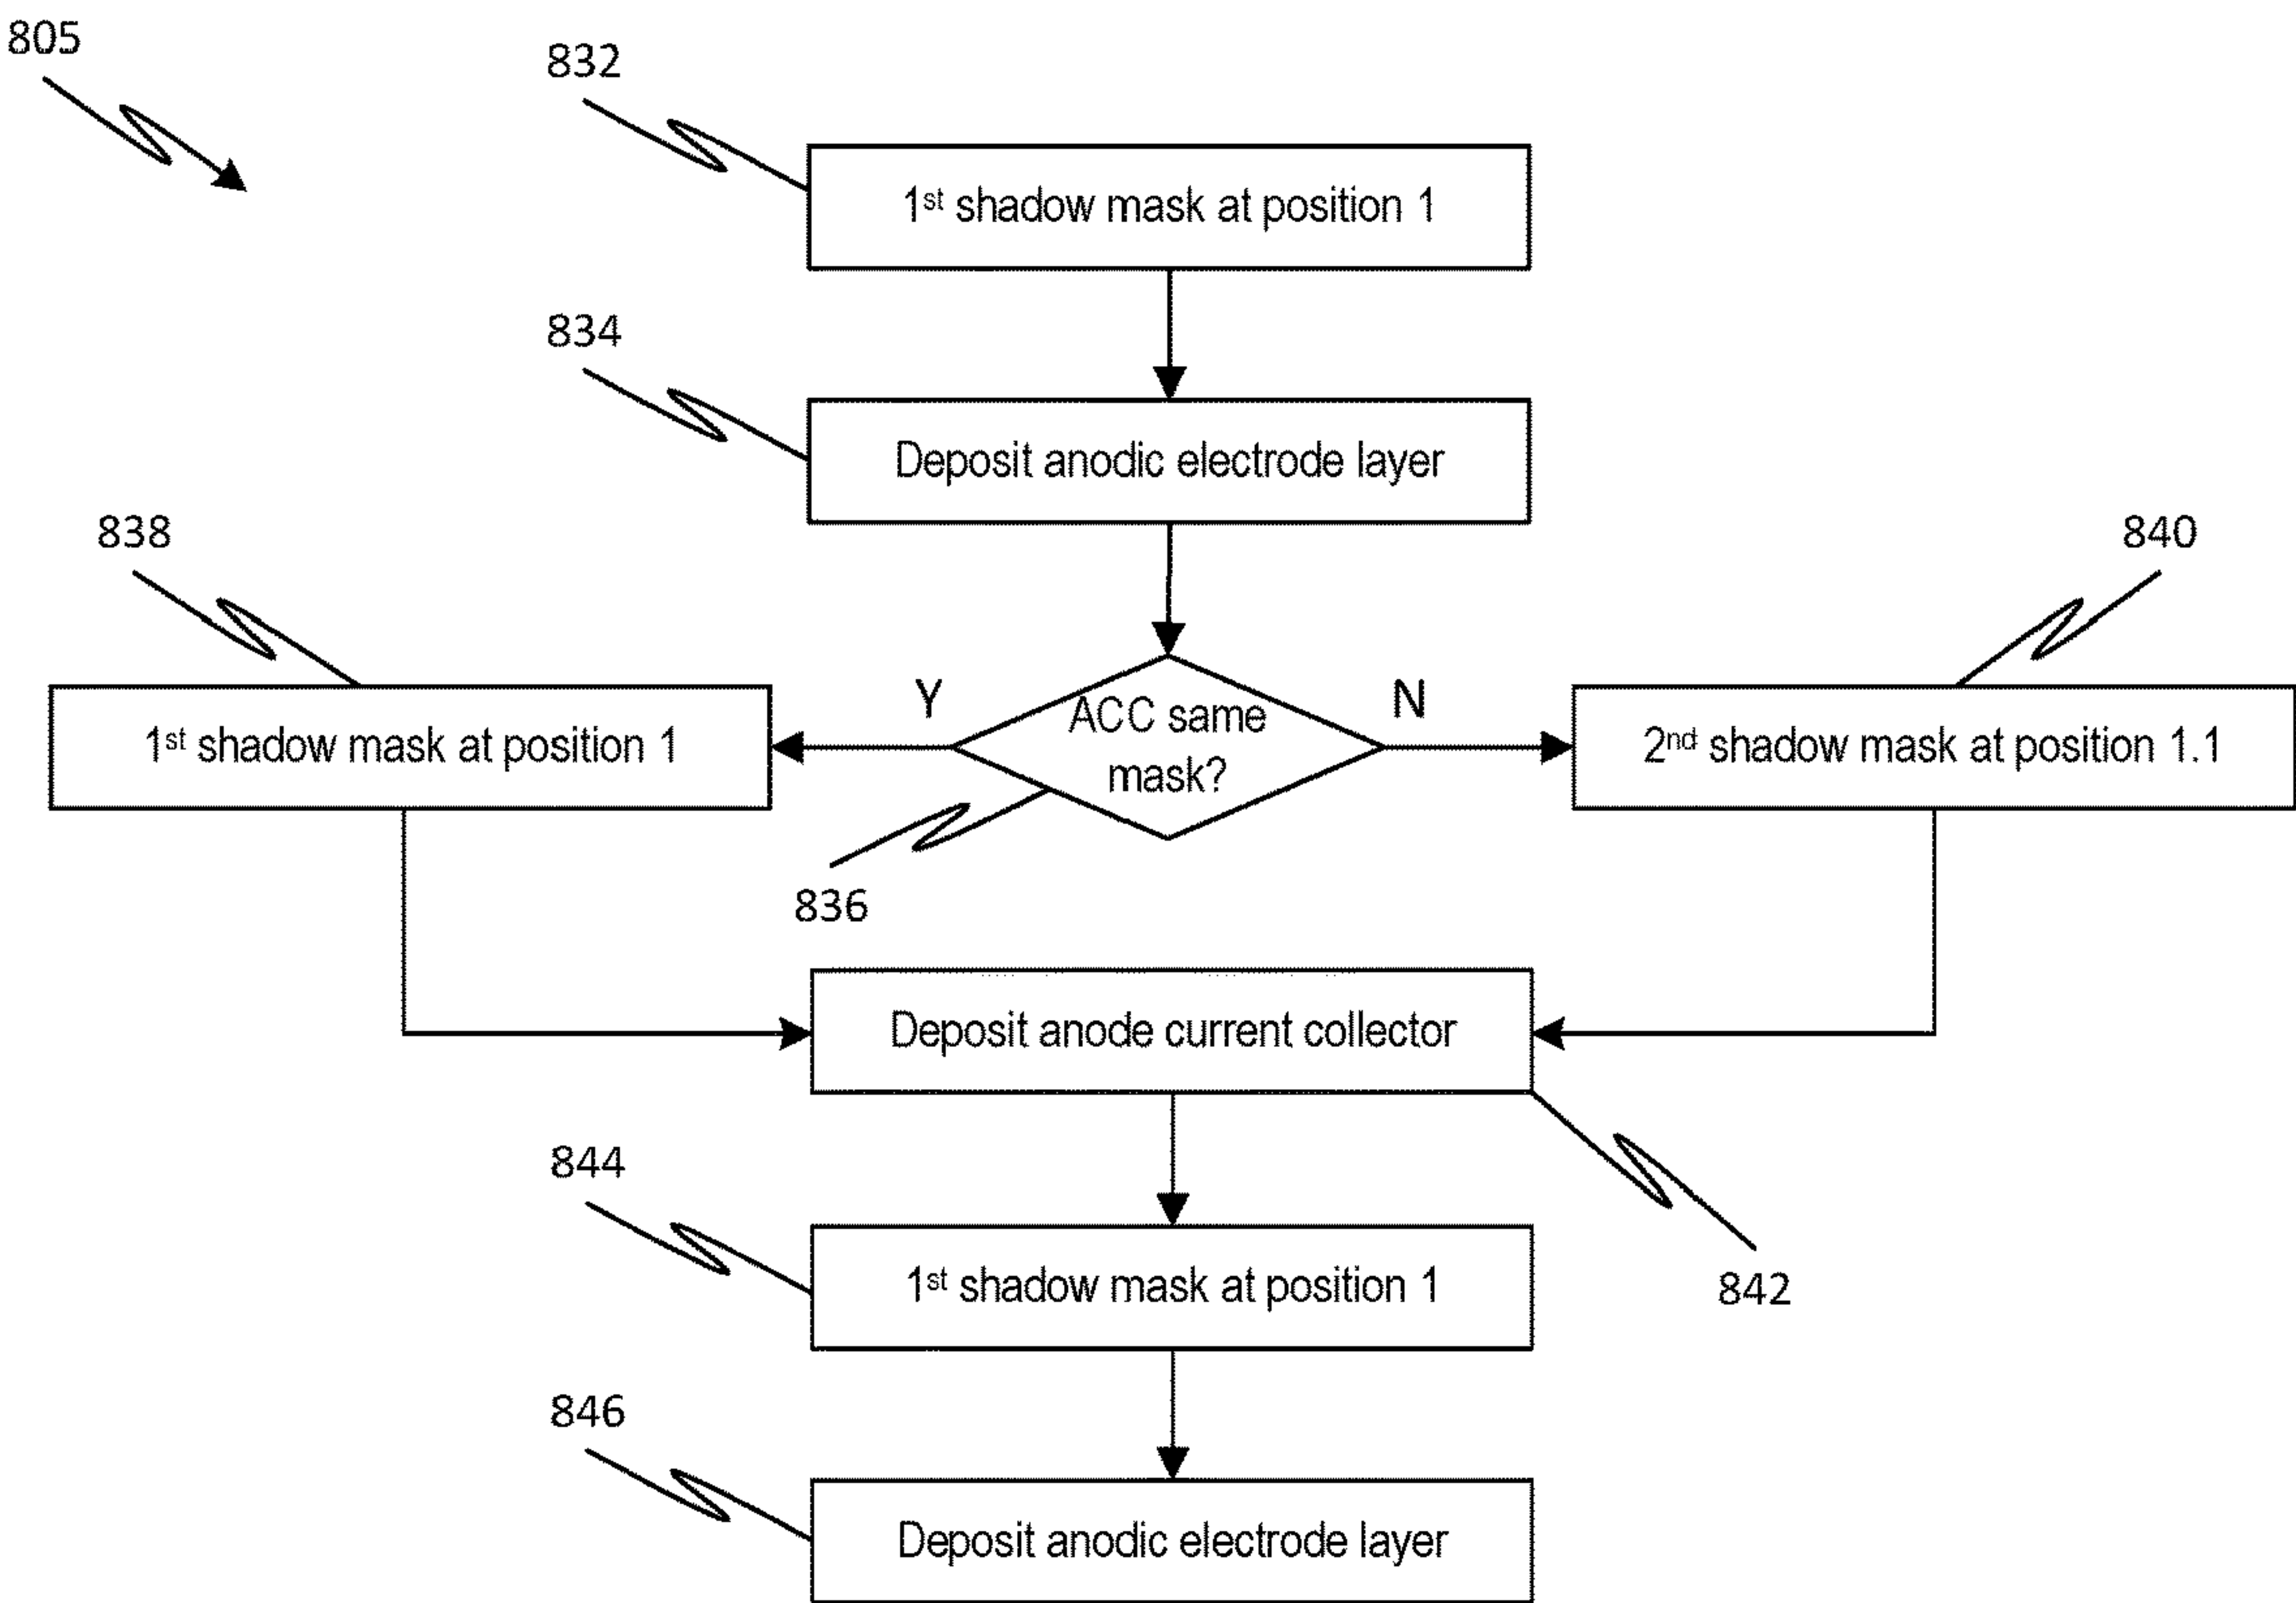 805
832
1st shadow mask at position 1
834
Deposit anodic electrode layer
838
840
Y
N
1st shadow mask at position 1
ACC same
mask?
2nd shadow mask at position 1.1
836
Deposit anode current collector
844
842
1st shadow mask at position 1
846
Deposit anodic electrode layer